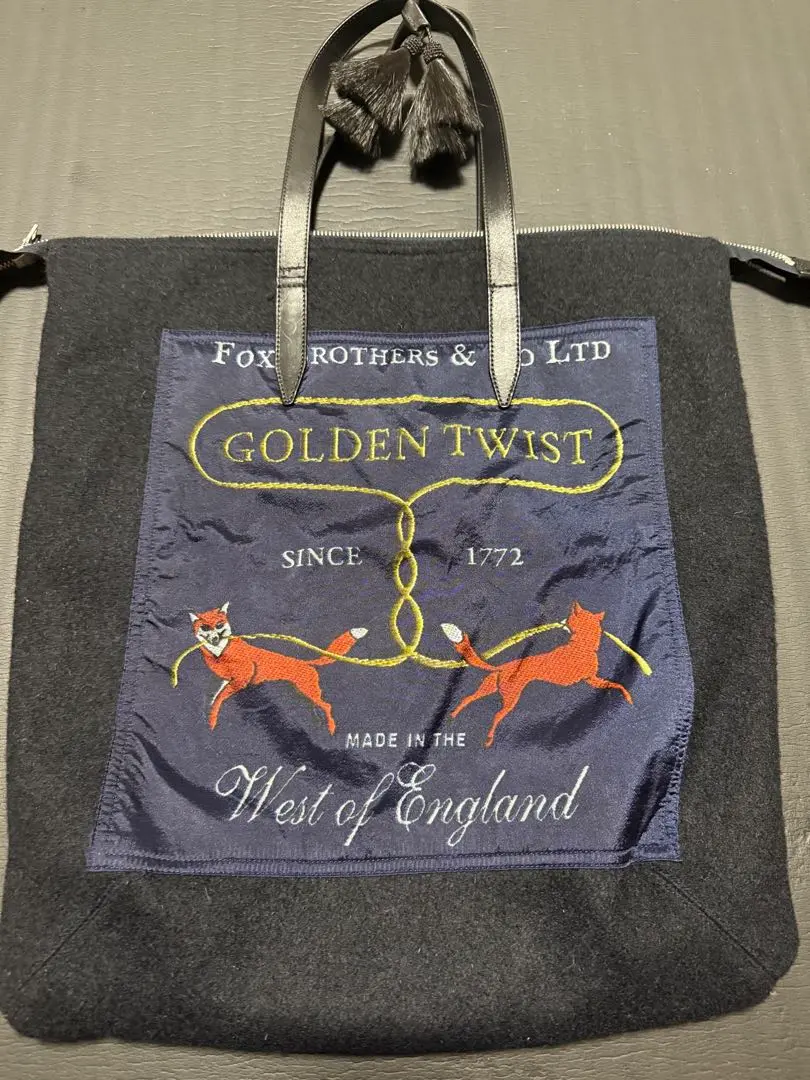 FOX ROTHERS & O LTD
GOLDEN TWIST
SINCE 1772
MADE IN THE
West of England